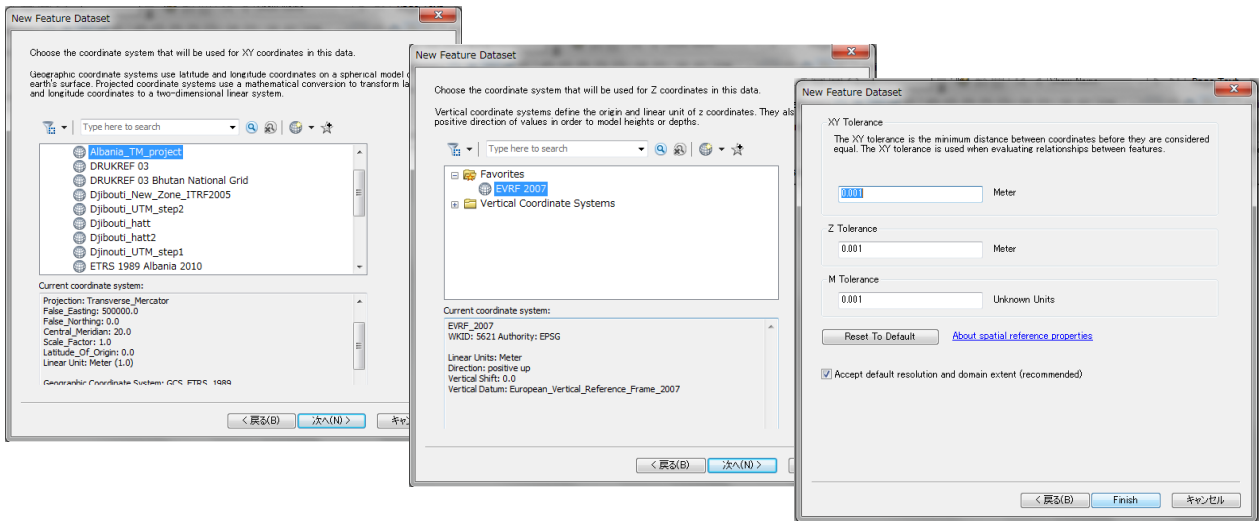 New Feature Dataset
Choose the coordinate system that will be used for XY coordinates in this data.
Geographic coordinate systems use latitude and longitude coordinates on a spherical model
earth's surface. Projected coordinate systems use a mathematical conversion to transform
and longitude coordinates to a two-dimensional linear system.
Type here to search
Albania_TM_project
DRUKREF 03
DRUKREF 03 Bhutan National Grid
Djibouti_New_Zone_ITRF2005
Djibouti_UTM_step2
Djibouti_hatt
Djibouti_hatt2
Djinouti_UTM_step1
ETRS 1989 Albania 2010
Current coordinate system:
Projection: Transverse_Mercator
False_Easting: 500000.0
False_Northing: 0.0
Central_Meridian: 20.0
Scale_Factor: 1.0
Latitude_Of_Origin: 0.0
Linear Unit: Meter (1.0)
Geographic Coordinate System: GCS_ETRS_1989
< 戻る(B)
次へ(N) >
New Feature Dataset
Choose the coordinate system that will be used for Z coordinates in this data.
Vertical coordinate systems define the origin and linear unit of z coordinates. They
positive direction of values in order to model heights or depths.
Type here to search
Favorites
EVRF 2007
Vertical Coordinate Systems
Current coordinate system:
EVRF_2007
WKID: 5621 Authority: EPSG
Linear Units: Meter
Direction: positive up
Vertical Shift: 0.0
Vertical Datum: European_Vertical_Reference_Frame_2007
< 戻る(B)
次へ(N) >
New Feature Dataset
XY Tolerance
The XY tolerance is the minimum distance between coordinates before they are considered
equal. The XY tolerance is used when evaluating relationships between features.
0.001 Meter
Z Tolerance
0.001 Meter
M Tolerance
0.001 Unknown Units
Reset To Default About spatial reference properties
Accept default resolution and domain extent (recommended)
< 戻る(B) Finish キャンセル